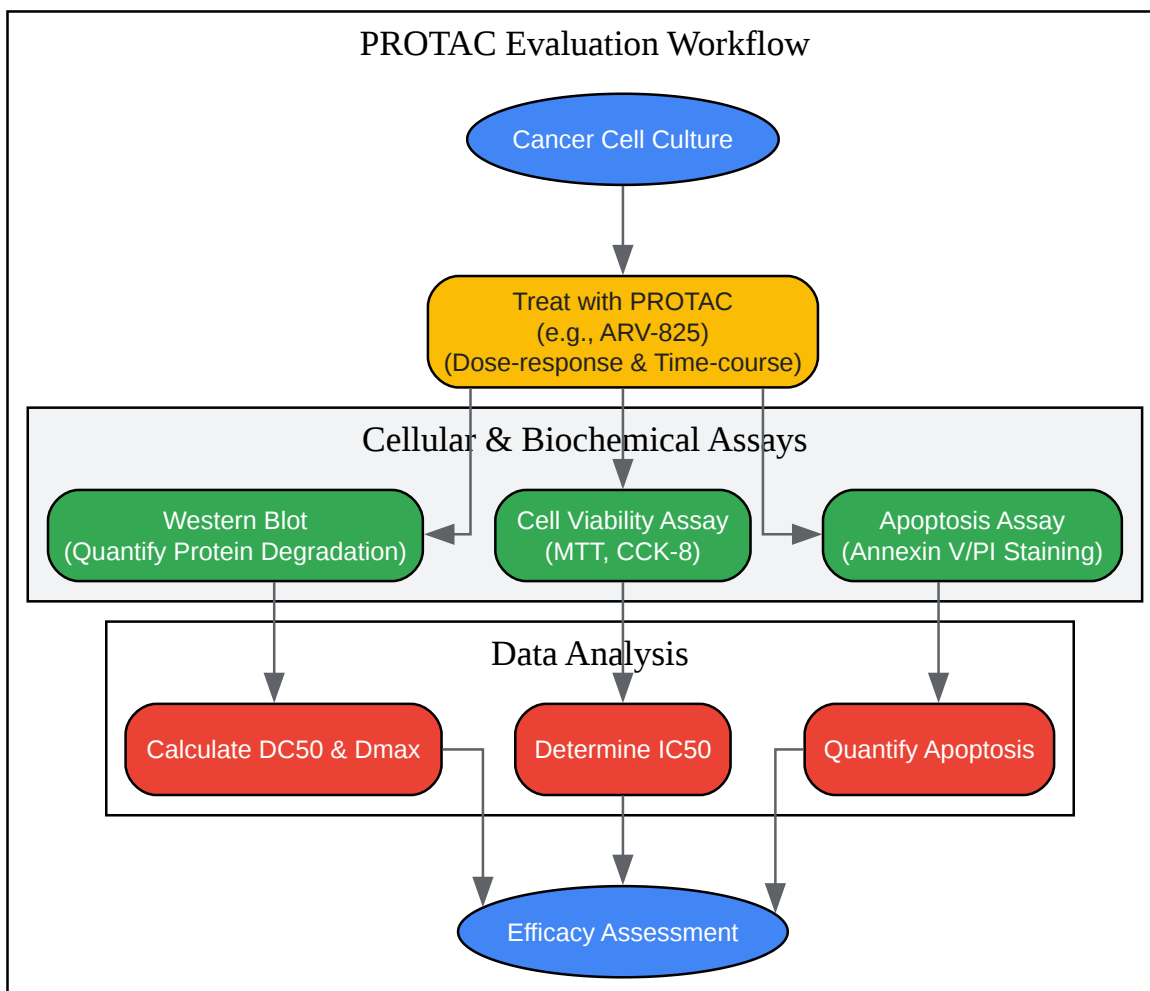 PROTAC Evaluation Workflow
Cancer Cell Culture
Treat with PROTAC
(e.g., ARV-825)
(Dose-response & Time-course)
Cellular & Biochemical Assays
Western Blot
(Quantify Protein Degradation)
Cell Viability Assay
(MTT, CCK-8)
Apoptosis Assay
(Annexin V/PI Staining)
Data Analysis
Calculate DC50 & Dmax
Determine IC50
Quantify Apoptosis
Efficacy Assessment